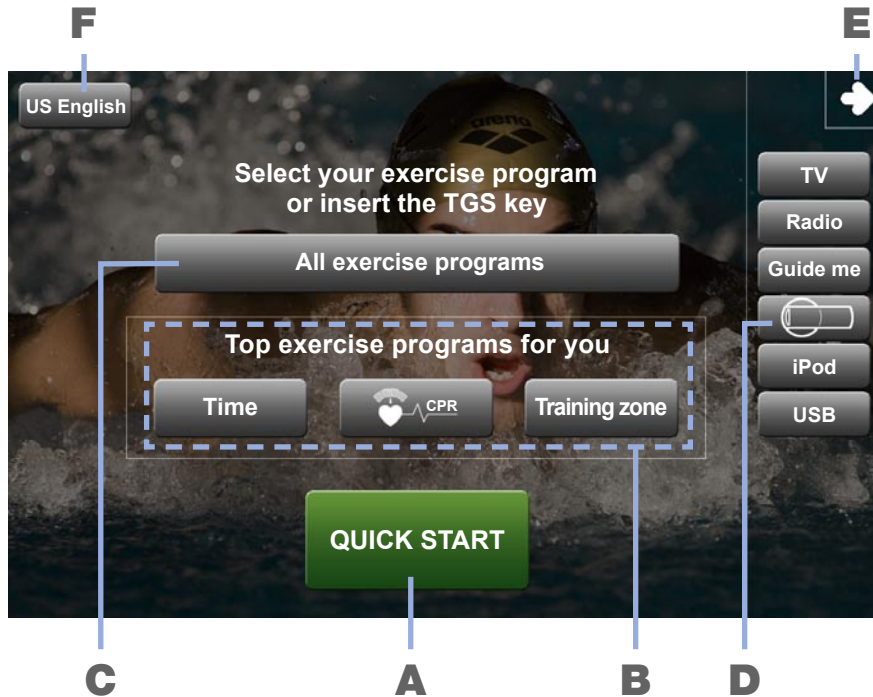 F
E
US English
arena
Select your exercise program
or insert the TGS key
All exercise programs
Top exercise programs for you
Time
CPR
Training zone
QUICK START
TV
Radio
Guide me
iPod
USB
C
A
B
D